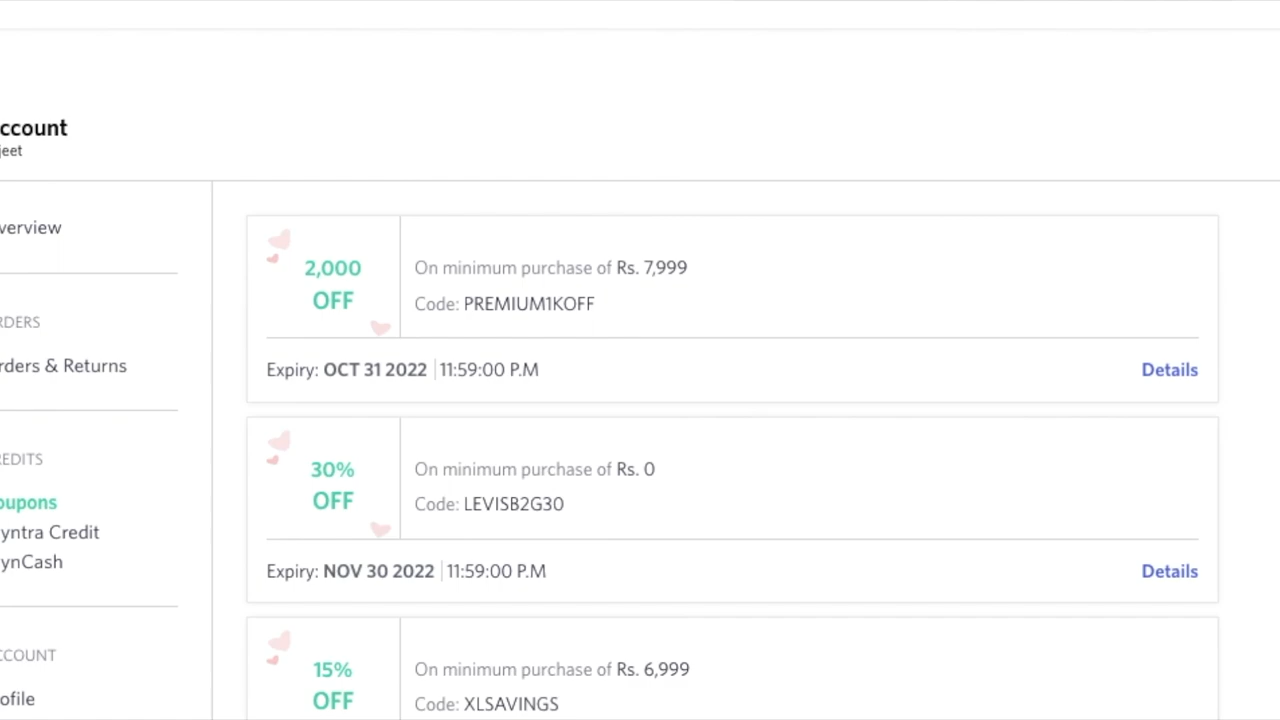 ccount
jeet
verview
RDERS
rders & Returns
REDITS
oupons
yntra Credit
ynCash
CCOUNT
ofile
2,000
OFF
On minimum purchase of Rs. 7,999
Code: PREMIUM1KOFF
Expiry: OCT 31 2022 11:59:00 P.M
Details
30%
OFF
On minimum purchase of Rs. 0
Code: LEVISB2G30
Expiry: NOV 30 2022 11:59:00 P.M
Details
15%
OFF
On minimum purchase of Rs. 6,999
Code: XLSAVINGS